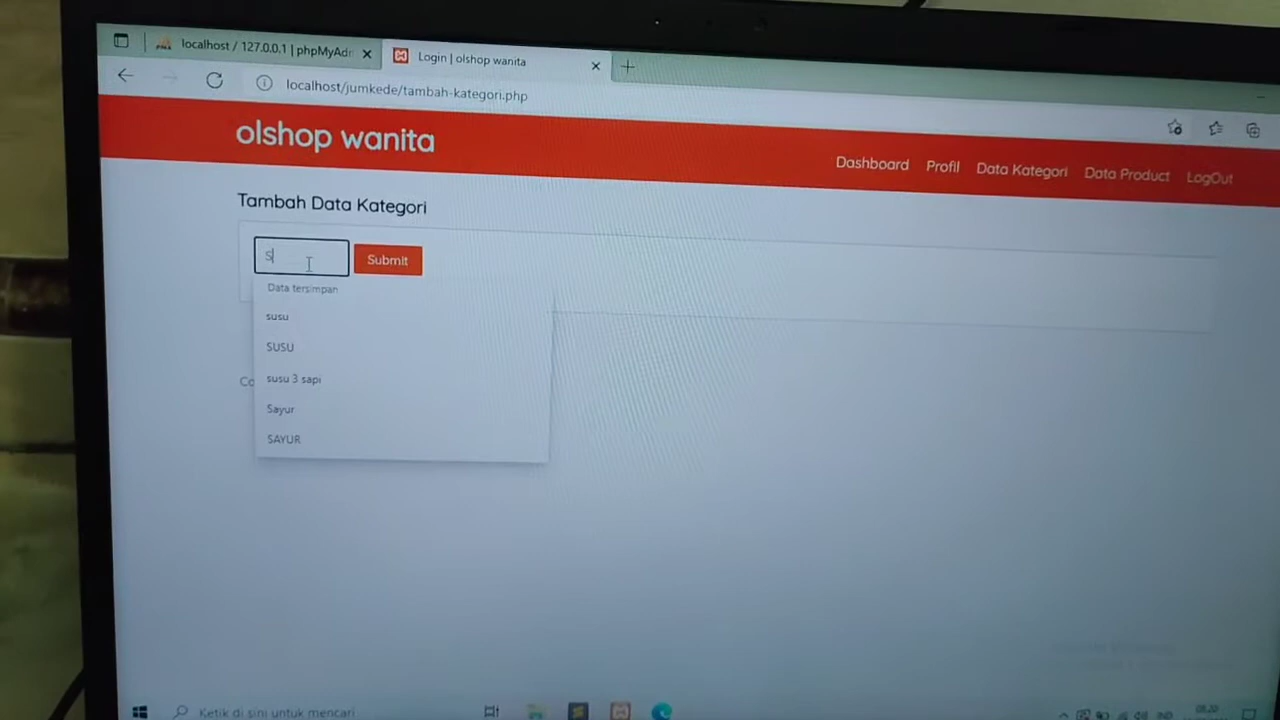 localhost / 127.0.0.1 | phpMyAdr
Login | olshop wanita
localhost/jumkede/tambah-kategori.php
olshop wanita
Dashboard Profil Data Kategori Data Product LogOut
Tambah Data Kategori
s
Submit
Data tersimpan
susu
SUSU
susu 3 sapi
Sayur
SAYUR
Co
Ketik di sini untuk mencari